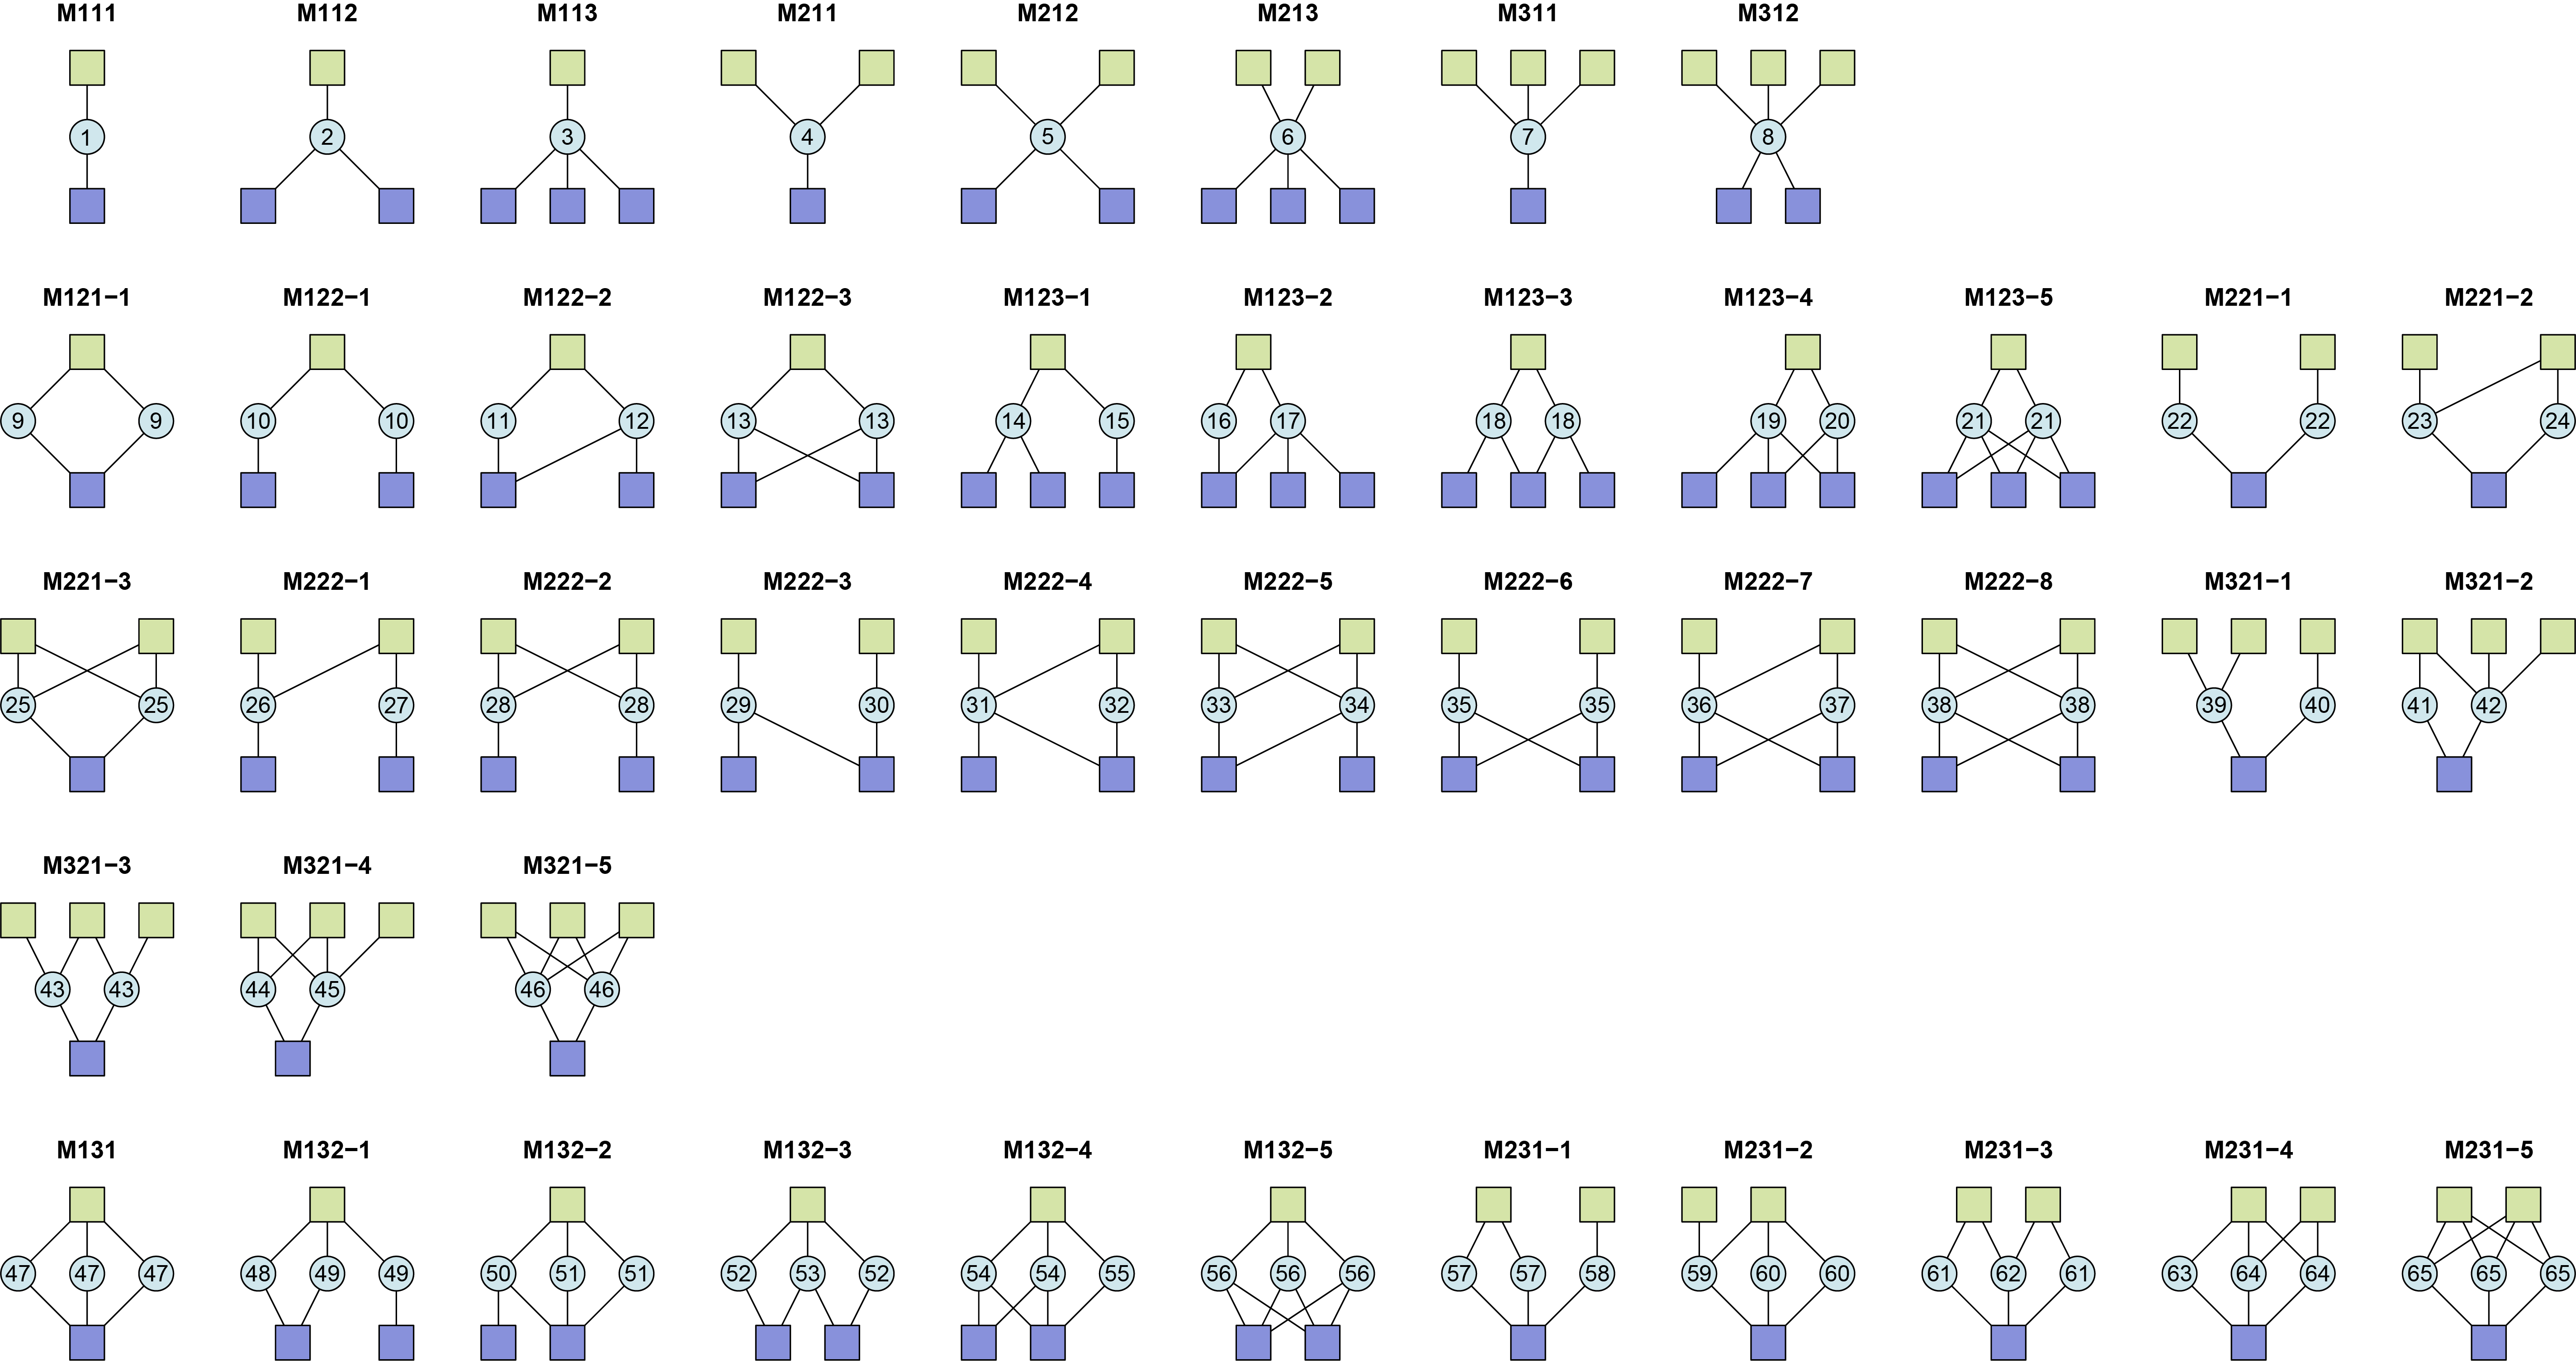 M111 M112 M113 M211 M212 M213 M311 M312
1 2 3 4 5 6 7 8
M121−1 M122−1 M122−2 M122−3 M123−1 M123−2 M123−3 M123−4 M123−5 M221−1 M221−2
9 9 10 10 11 12 13 13 14 15 16 17 18 18 19 20 21 21 22 22 23 24
M221−3 M222−1 M222−2 M222−3 M222−4 M222−5 M222−6 M222−7 M222−8 M321−1 M321−2
25 25 26 27 28 28 29 30 31 32 33 34 35 35 36 37 38 38 39 40 41 42
M321−3 M321−4 M321−5
43 43 44 45 46 46
M131 M132−1 M132−2 M132−3 M132−4 M132−5 M231−1 M231−2 M231−3 M231−4 M231−5
47 47 47 48 49 49 50 51 51 52 53 52 54 54 55 56 56 56 57 57 58 59 60 60 61 62 61 63 64 64 65 65 65